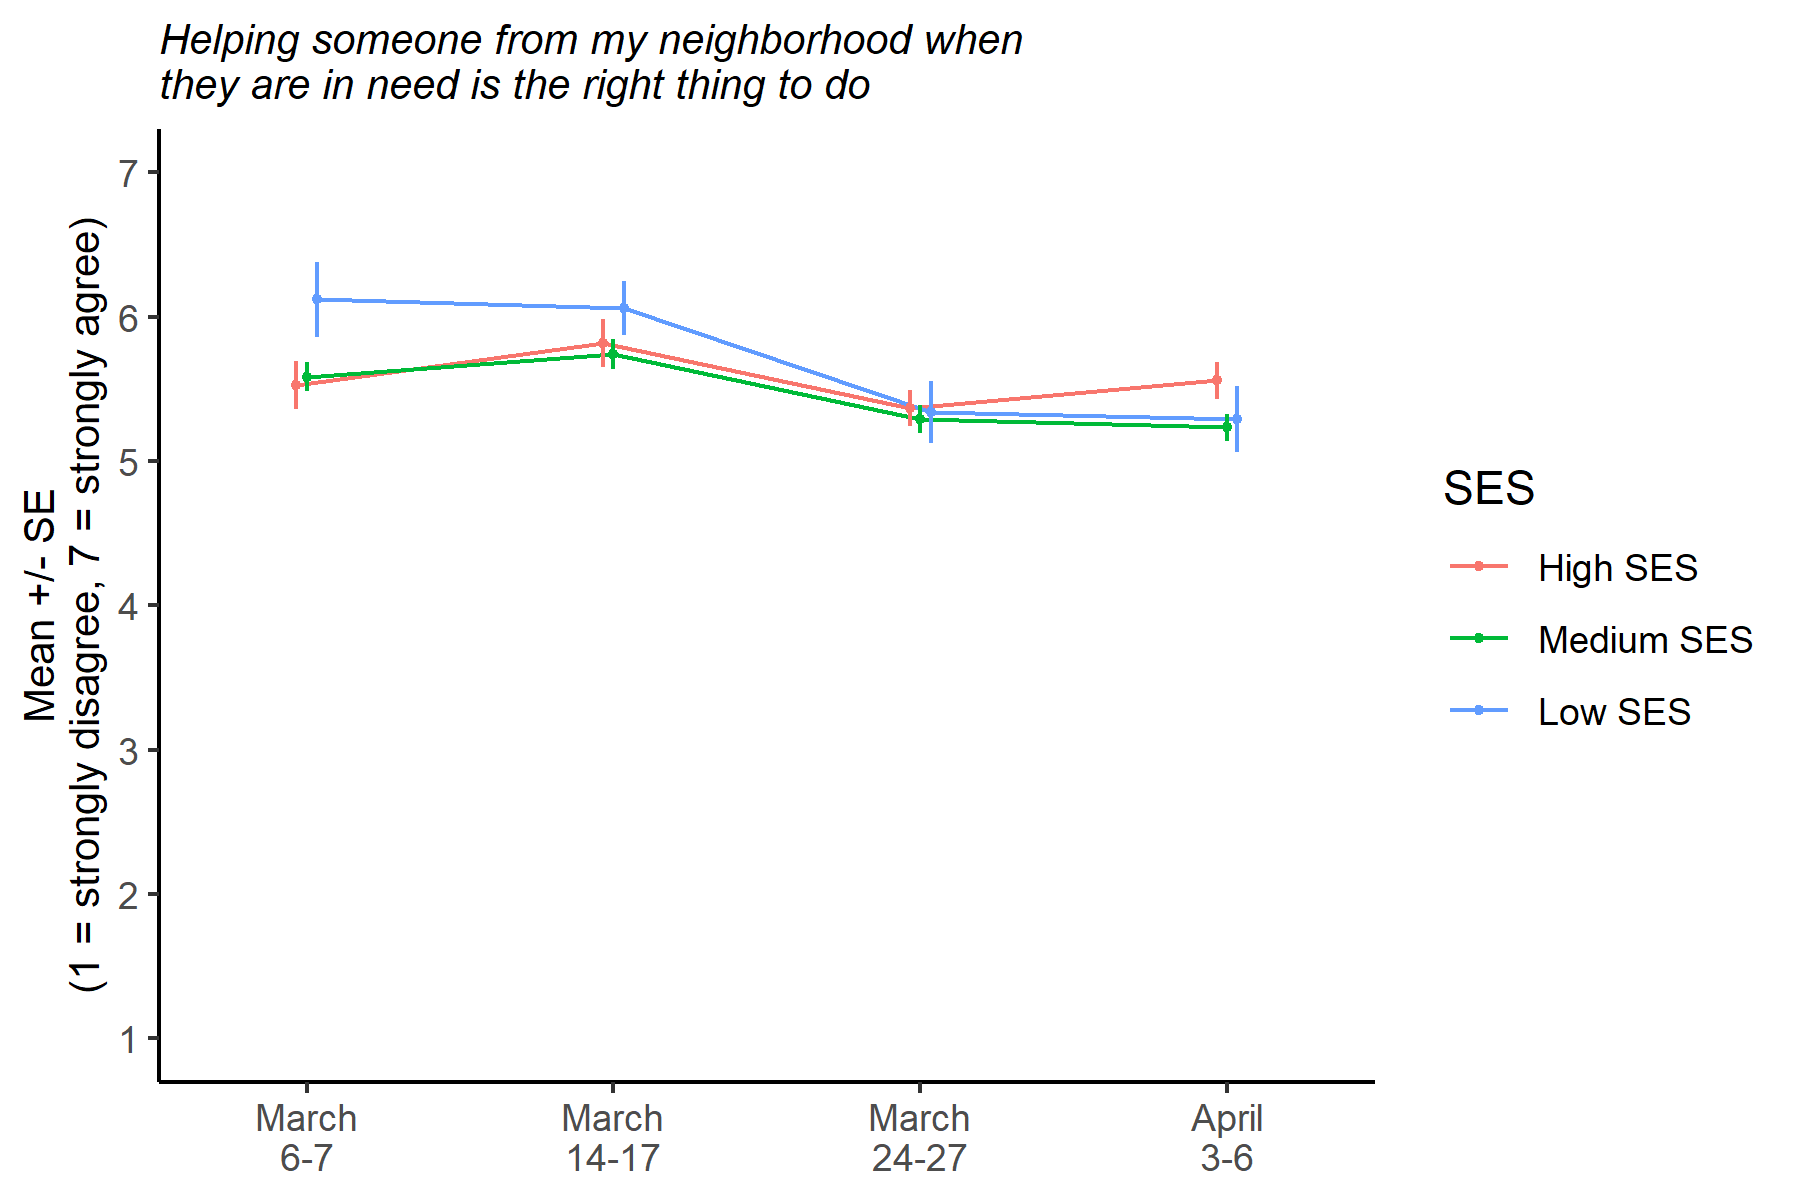 Helping someone from my neighborhood when
they are in need is the right thing to do
Mean +/- SE
(1 = strongly disagree, 7 = strongly agree)
7
6
5
4
3
2
1
March
6-7
March
14-17
March
24-27
April
3-6
SES
High SES
Medium SES
Low SES